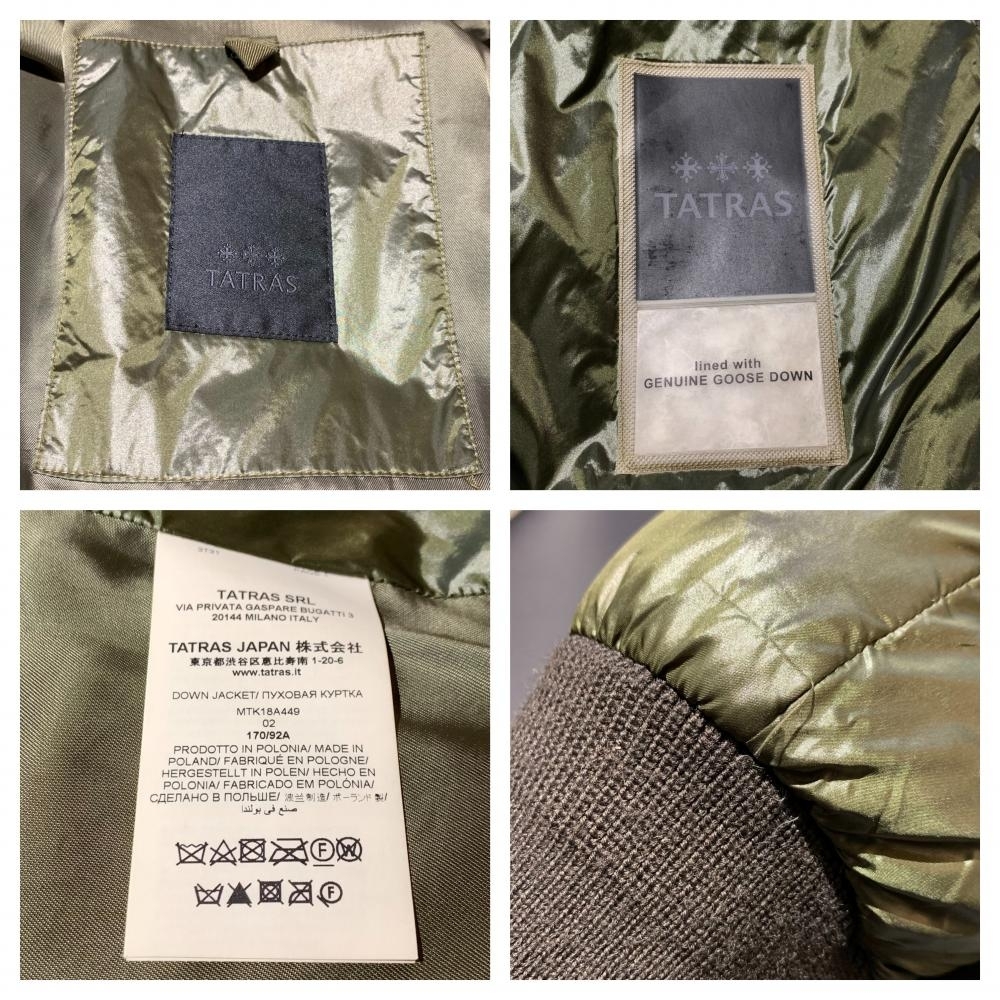 TATRAS
TATRAS
lined with
GENUINE GOOSE DOWN
TATRAS SRL
VIA PRIVATA GASPARE BUGATTI 3
20144 MILANO ITALY
TATRAS JAPAN 株式会社
東京都渋谷区恵比寿南 1-20-6
www.tatras.it
DOWN JACKET/ ПУХОВАЯ КУРТКА
MTK18A449
02
170/92A
PRODOTTO IN POLONIA/ MADE IN
POLAND/ FABRIQUÉ EN POLOGNE/
HERGESTELLT IN POLEN/ HECHO EN
POLONIA/ FABRICADO EM POLÓNIA/
СДЕЛАНО В ПОЛЬШЕ/ 波兰制造/ ポーランド製/
صنع في بولندا
F W
F